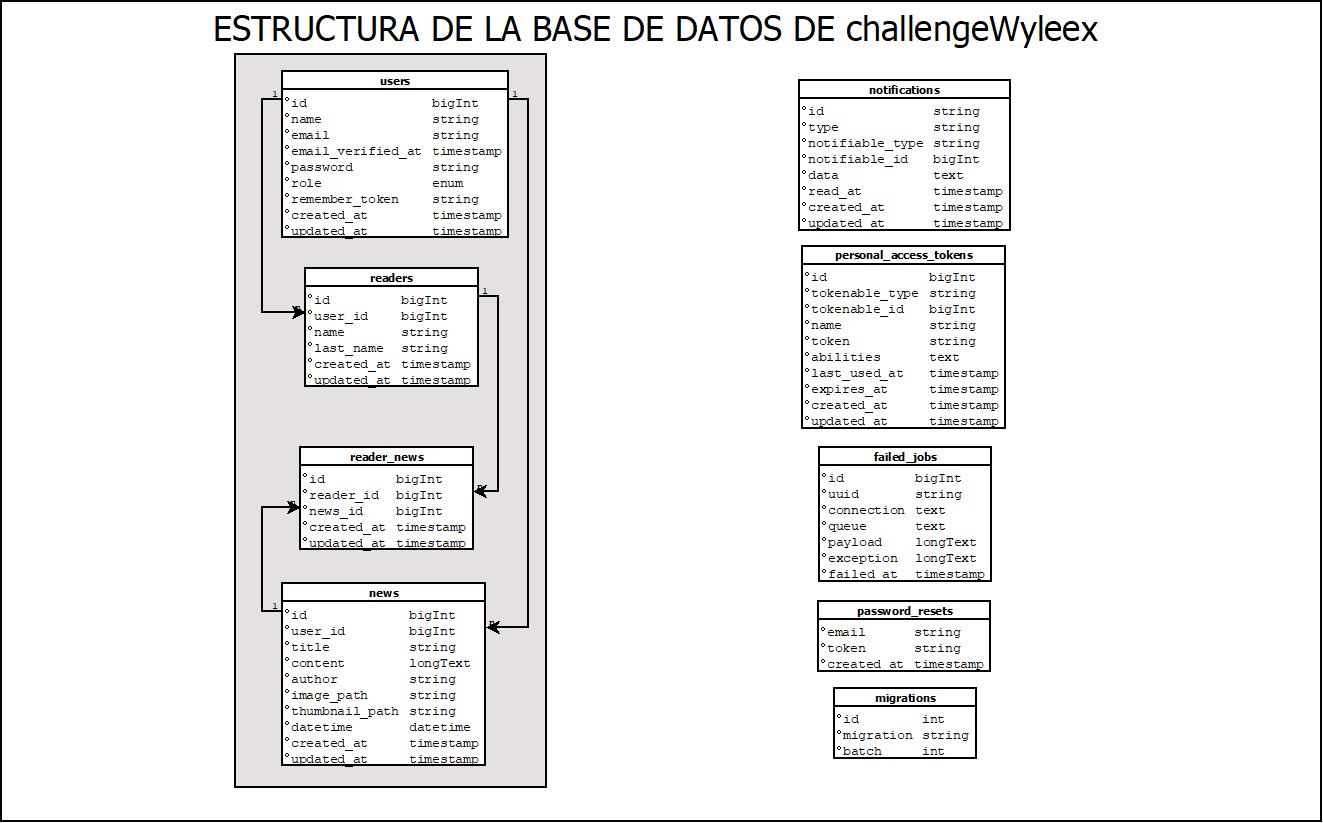 ESTRUCTURA DE LA BASE DE DATOS DE challengeWyleex
users
1
1
id bigInt
name string
email string
email_verified_at timestamp
password string
role enum
remember_token string
created_at timestamp
updated_at timestamp
readers
1
id bigInt
user_id bigInt
name string
last_name string
created_at timestamp
updated_at timestamp
reader_news
id bigInt
reader_id bigInt
news_id bigInt
created_at timestamp
updated_at timestamp
news
1
id bigInt
user_id bigInt
title string
content longText
author string
image_path string
thumbnail_path string
datetime datetime
created_at timestamp
updated_at timestamp
notifications
id string
type string
notifiable_type string
notifiable_id bigInt
data text
read_at timestamp
created_at timestamp
updated_at timestamp
personal_access_tokens
id bigInt
tokenable_type string
tokenable_id bigInt
name string
token string
abilities text
last_used_at timestamp
expires_at timestamp
created_at timestamp
updated_at timestamp
failed_jobs
id bigInt
uuid string
connection text
queue text
payload longText
exception longText
failed_at timestamp
password_resets
email string
token string
created_at timestamp
migrations
id int
migration string
batch int